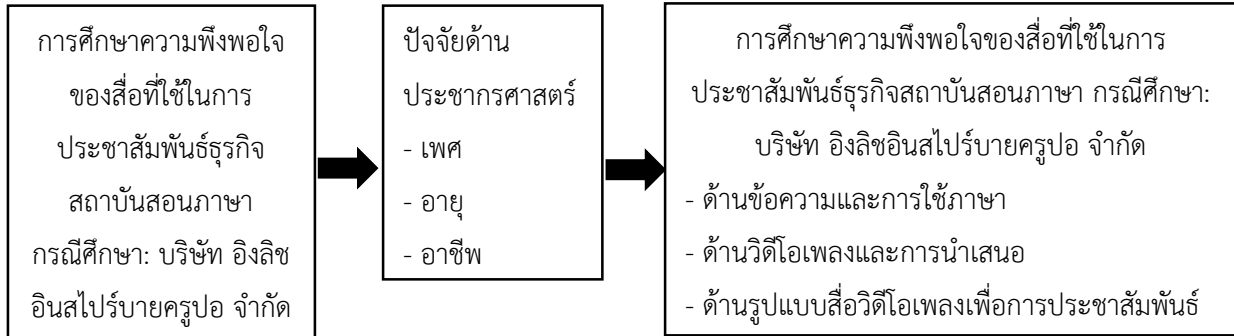 การศึกษาความพึงพอใจ
ของสื่อที่ใช้ในการ
ประชาสัมพันธ์ธุรกิจ
สถาบันสอนภาษา
กรณีศึกษา: บริษัท อิงลิช
อินสไปร์บายครูปอ จำกัด
ปัจจัยด้าน
ประชากรศาสตร์
- เพศ
- อายุ
- อาชีพ
การศึกษาความพึงพอใจของสื่อที่ใช้ในการ
ประชาสัมพันธ์ธุรกิจสถาบันสอนภาษา กรณีศึกษา:
บริษัท อิงลิชอินสไปร์บายครูปอ จำกัด
- ด้านข้อความและการใช้ภาษา
- ด้านวิดีโอเพลงและการนำเสนอ
- ด้านรูปแบบสื่อวิดีโอเพลงเพื่อการประชาสัมพันธ์